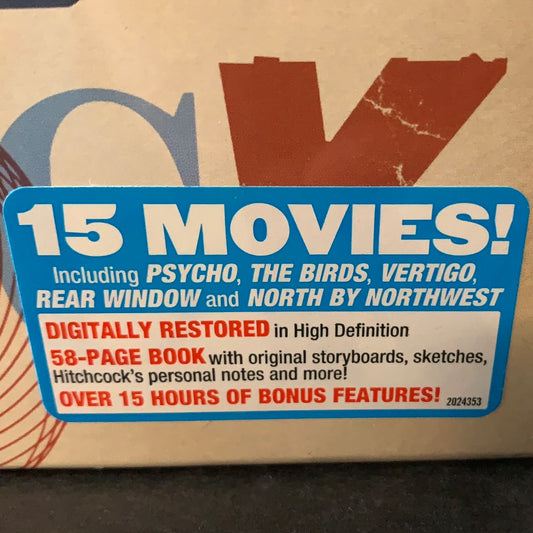 CK
15 MOVIES!
Including PSYCHO, THE BIRDS, VERTIGO,
REAR WINDOW and NORTH BY NORTHWEST
DIGITALLY RESTORED in High Definition
58-PAGE BOOK with original storyboards, sketches,
Hitchcock's personal notes and more!
OVER 15 HOURS OF BONUS FEATURES! 2024353